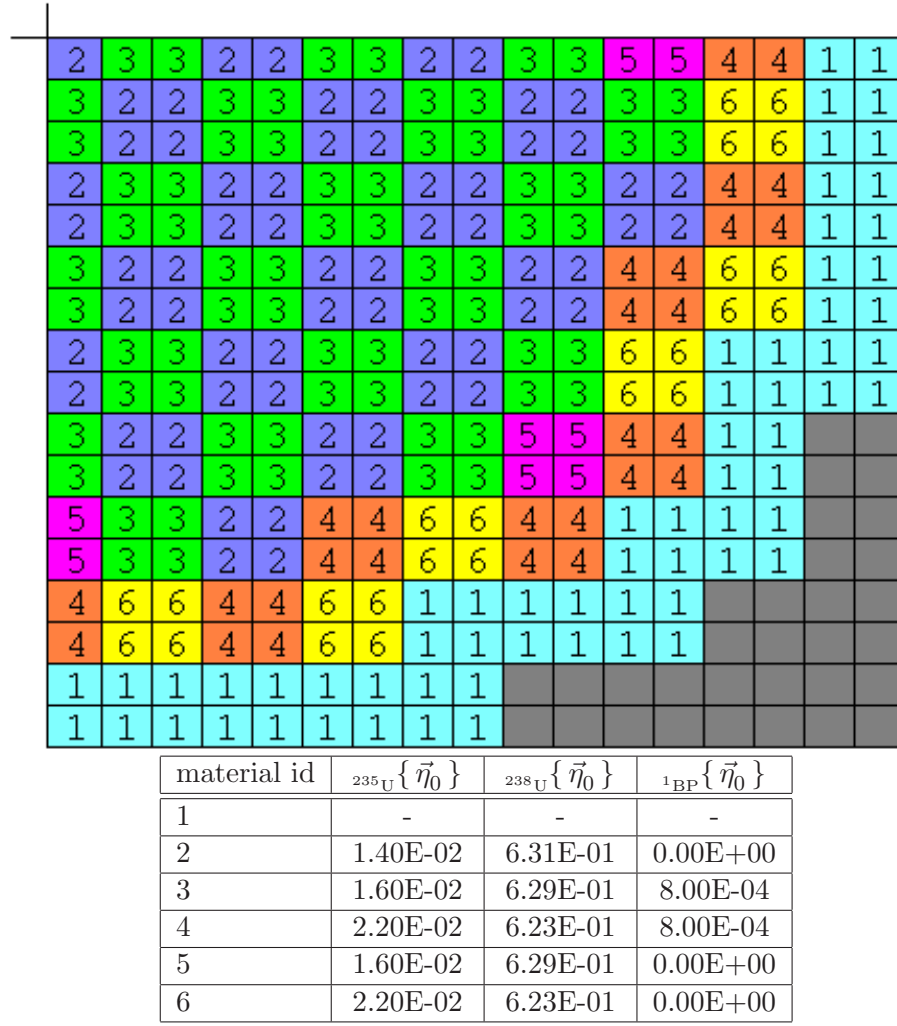 2 3 3 2 2 3 3 2 2 3 3 5 5 4 4 1 1
3 2 2 3 3 2 2 3 3 2 2 3 3 6 6 1 1
3 2 2 3 3 2 2 3 3 2 2 3 3 6 6 1 1
2 3 3 2 2 3 3 2 2 3 3 2 2 4 4 1 1
2 3 3 2 2 3 3 2 2 3 3 2 2 4 4 1 1
3 2 2 3 3 2 2 3 3 2 2 4 4 6 6 1 1
3 2 2 3 3 2 2 3 3 2 2 4 4 6 6 1 1
2 3 3 2 2 3 3 2 2 3 3 6 6 1 1 1 1
2 3 3 2 2 3 3 2 2 3 3 6 6 1 1 1 1
3 2 2 3 3 2 2 3 3 5 5 4 4 1 1
3 2 2 3 3 2 2 3 3 5 5 4 4 1 1
5 3 3 2 2 4 4 6 6 4 4 1 1 1 1
5 3 3 2 2 4 4 6 6 4 4 1 1 1 1
4 6 6 4 4 6 6 1 1 1 1 1 1
4 6 6 4 4 6 6 1 1 1 1 1 1
1 1 1 1 1 1 1 1 1
1 1 1 1 1 1 1 1 1
material id ₂₃₅U{ η⃗₀ } ₂₃₈U{ η⃗₀ } ₁BP{ η⃗₀ }
1 - - -
2 1.40E-02 6.31E-01 0.00E+00
3 1.60E-02 6.29E-01 8.00E-04
4 2.20E-02 6.23E-01 8.00E-04
5 1.60E-02 6.29E-01 0.00E+00
6 2.20E-02 6.23E-01 0.00E+00